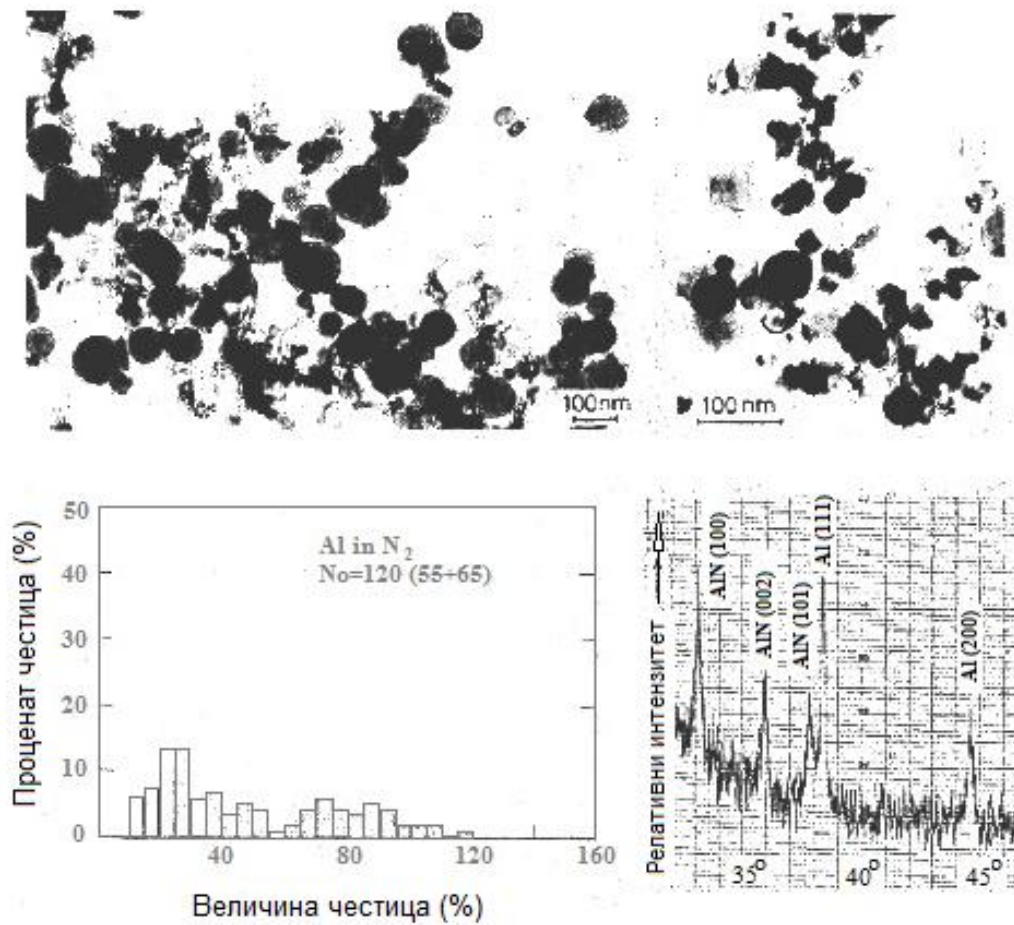 100 nm
100 nm
Проценат честица (%)
50
40
30
20
10
0
Al in N₂
No=120 (55+65)
40
80
120
160
Величина честица (%)
Релативни интензитет
AlN (100)
AlN (002)
AlN (101)
Al (111)
Al (200)
35°
40°
45°